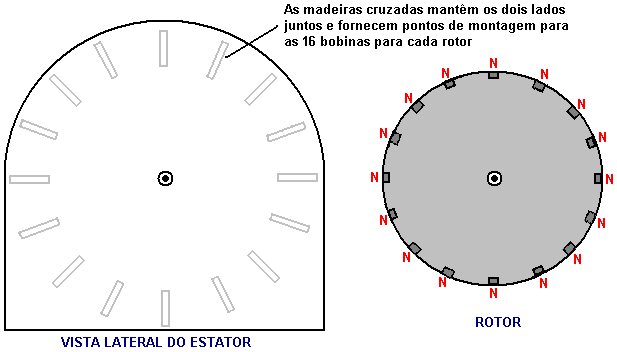 As madeiras cruzadas mantêm os dois lados
juntos e fornecem pontos de montagem para
as 16 bobinas para cada rotor
N
N N
N N
N N
N N
N N
N N
N N
N
ROTOR
VISTA LATERAL DO ESTATOR